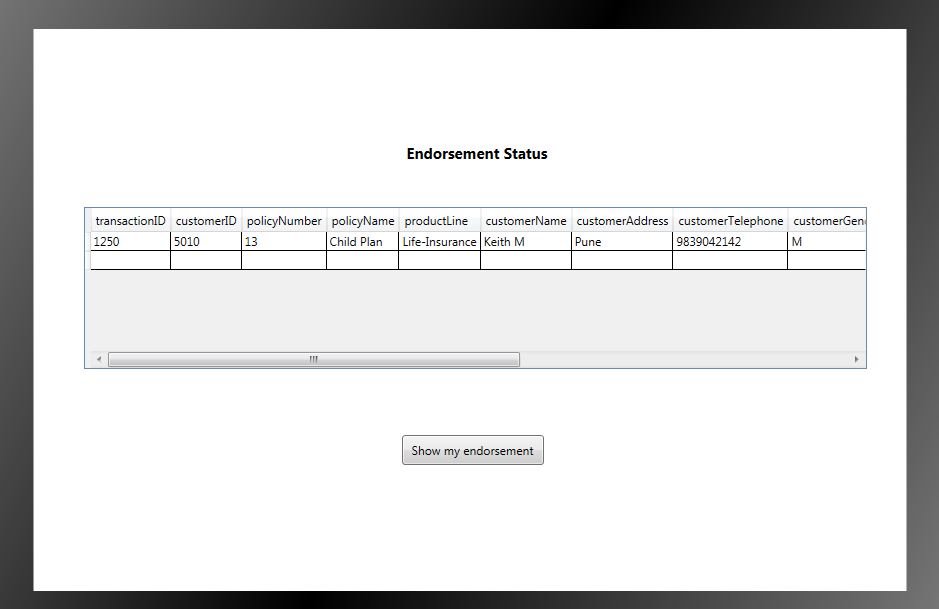 Endorsement Status
transactionID customerID policyNumber policyName productLine customerName customerAddress customerTelephone customerGen
1250 5010 13 Child Plan Life-Insurance Keith M Pune 9839042142 M
Show my endorsement